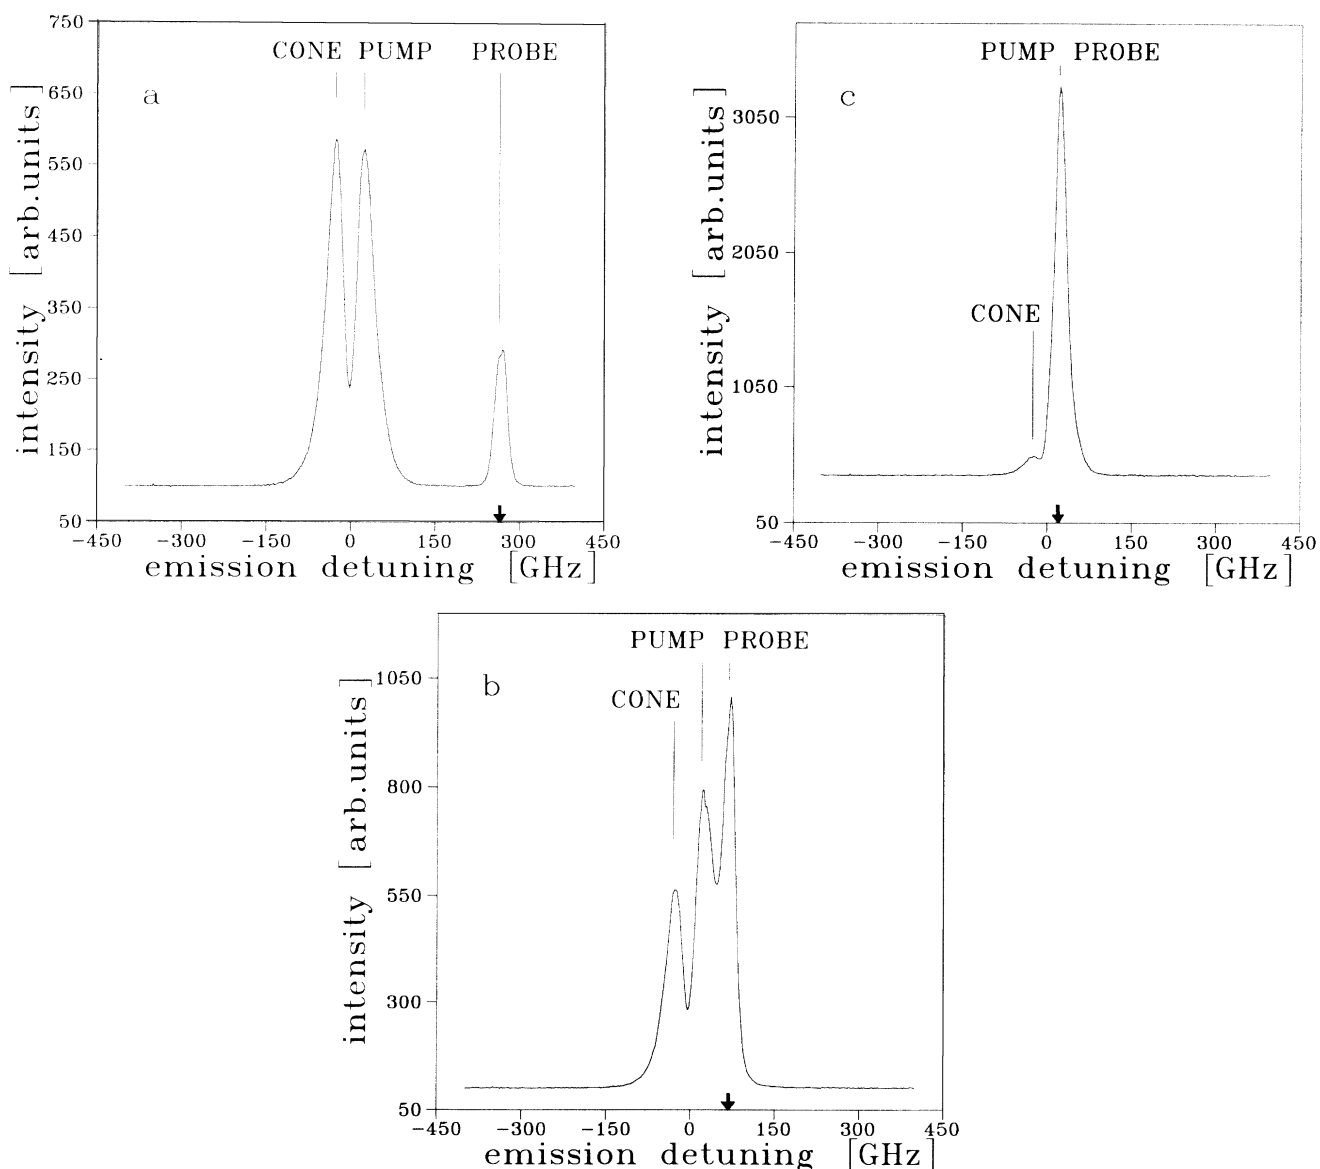 750
CONE PUMP PROBE
a
650
550
450
350
250
150
50
intensity [arb.units]
-450 -300 -150 0 150 300 450
emission detuning [GHz]
PUMP PROBE
c
3050
2050
CONE
1050
50
intensity [arb.units]
-450 -300 -150 0 150 300 450
emission detuning [GHz]
PUMP PROBE
1050
b
CONE
800
550
300
50
intensity [arb.units]
-450 -300 -150 0 150 300 450
emission detuning [GHz]